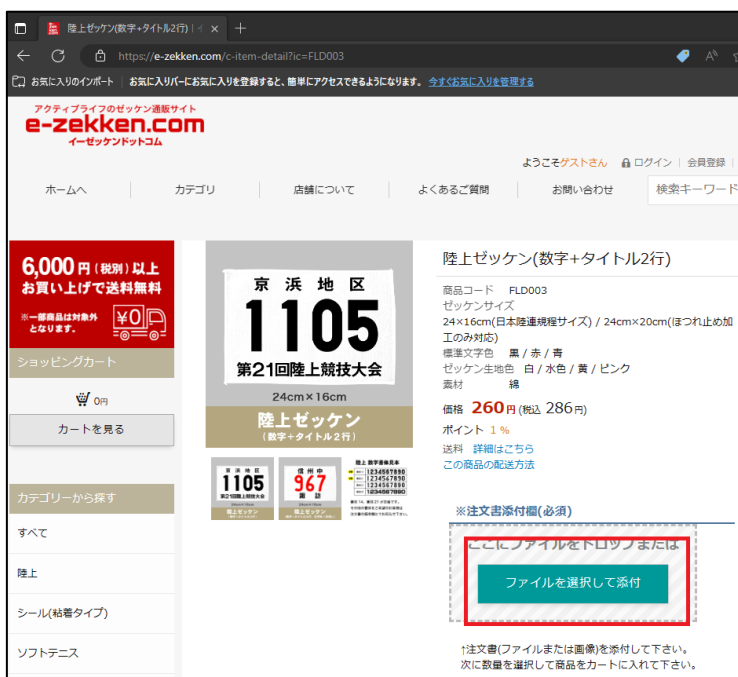 陸上ゼッケン(数字+タイトル2行) | イ
https://e-zekken.com/c-item-detail?ic=FLD003
お気に入りのインポート
お気に入りバーにお気に入りを登録すると、簡単にアクセスできるようになります。 今すぐお気に入りを管理する
アクティブライフのゼッケン通販サイト
e-zekken.com
イーゼッケンドットコム
ようこそゲストさん ログイン | 会員登録 |
ホームへ カテゴリ 店舗について よくあるご質問 お問い合わせ 検索キーワード
6,000円(税別)以上
お買い上げで送料無料
※一部商品は対象外
となります。
¥0
ショッピングカート
0円
カートを見る
カテゴリーから探す
すべて
陸上
シール(粘着タイプ)
ソフトテニス
京浜地区
1105
第21回陸上競技大会
24cm×16cm
陸上ゼッケン
(数字+タイトル2行)
京浜地区
1105
第21回陸上競技大会
陸上ゼッケン
信州中
967
諏訪
陸上ゼッケン
陸上 数字書体見本
1234567890
1234567890
1234567890
1234567890
陸上ゼッケン(数字+タイトル2行)
商品コード FLD003
ゼッケンサイズ
24×16cm(日本陸連規程サイズ) / 24cm×20cm(ほつれ止め加
工のみ対応)
標準文字色 黒 / 赤 / 青
ゼッケン生地色 白 / 水色 / 黄 / ピンク
素材 綿
価格 260円(税込 286円)
ポイント 1%
送料 詳細はこちら
この商品の配送方法
※注文書添付欄(必須)
ここにファイルをドロップまたは
ファイルを選択して添付
↑注文書(ファイルまたは画像)を添付して下さい。
次に数量を選択して商品をカートに入れて下さい。